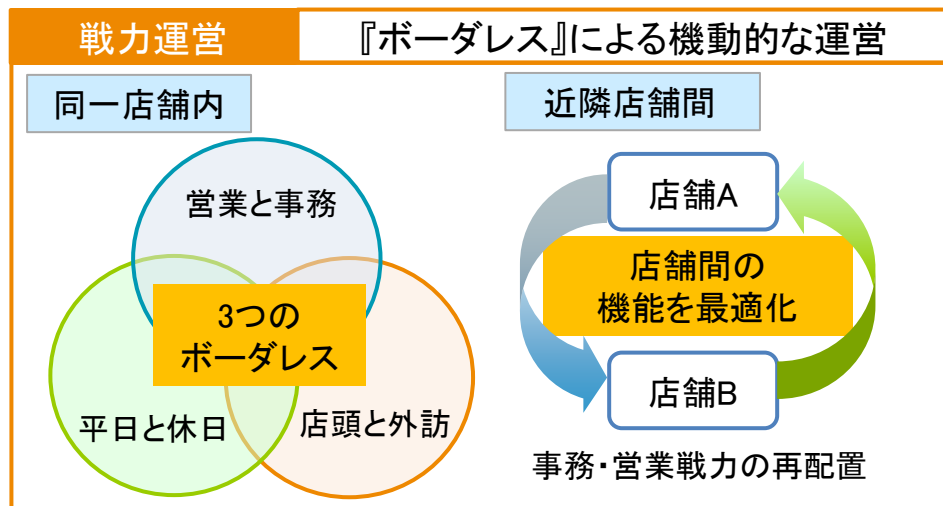 戦力運営
『ボーダレス』による機動的な運営
同一店舗内
営業と事務
3つの
ボーダレス
平日と休日
店頭と外訪
近隣店舗間
店舗A
店舗間の
機能を最適化
店舗B
事務・営業戦力の再配置